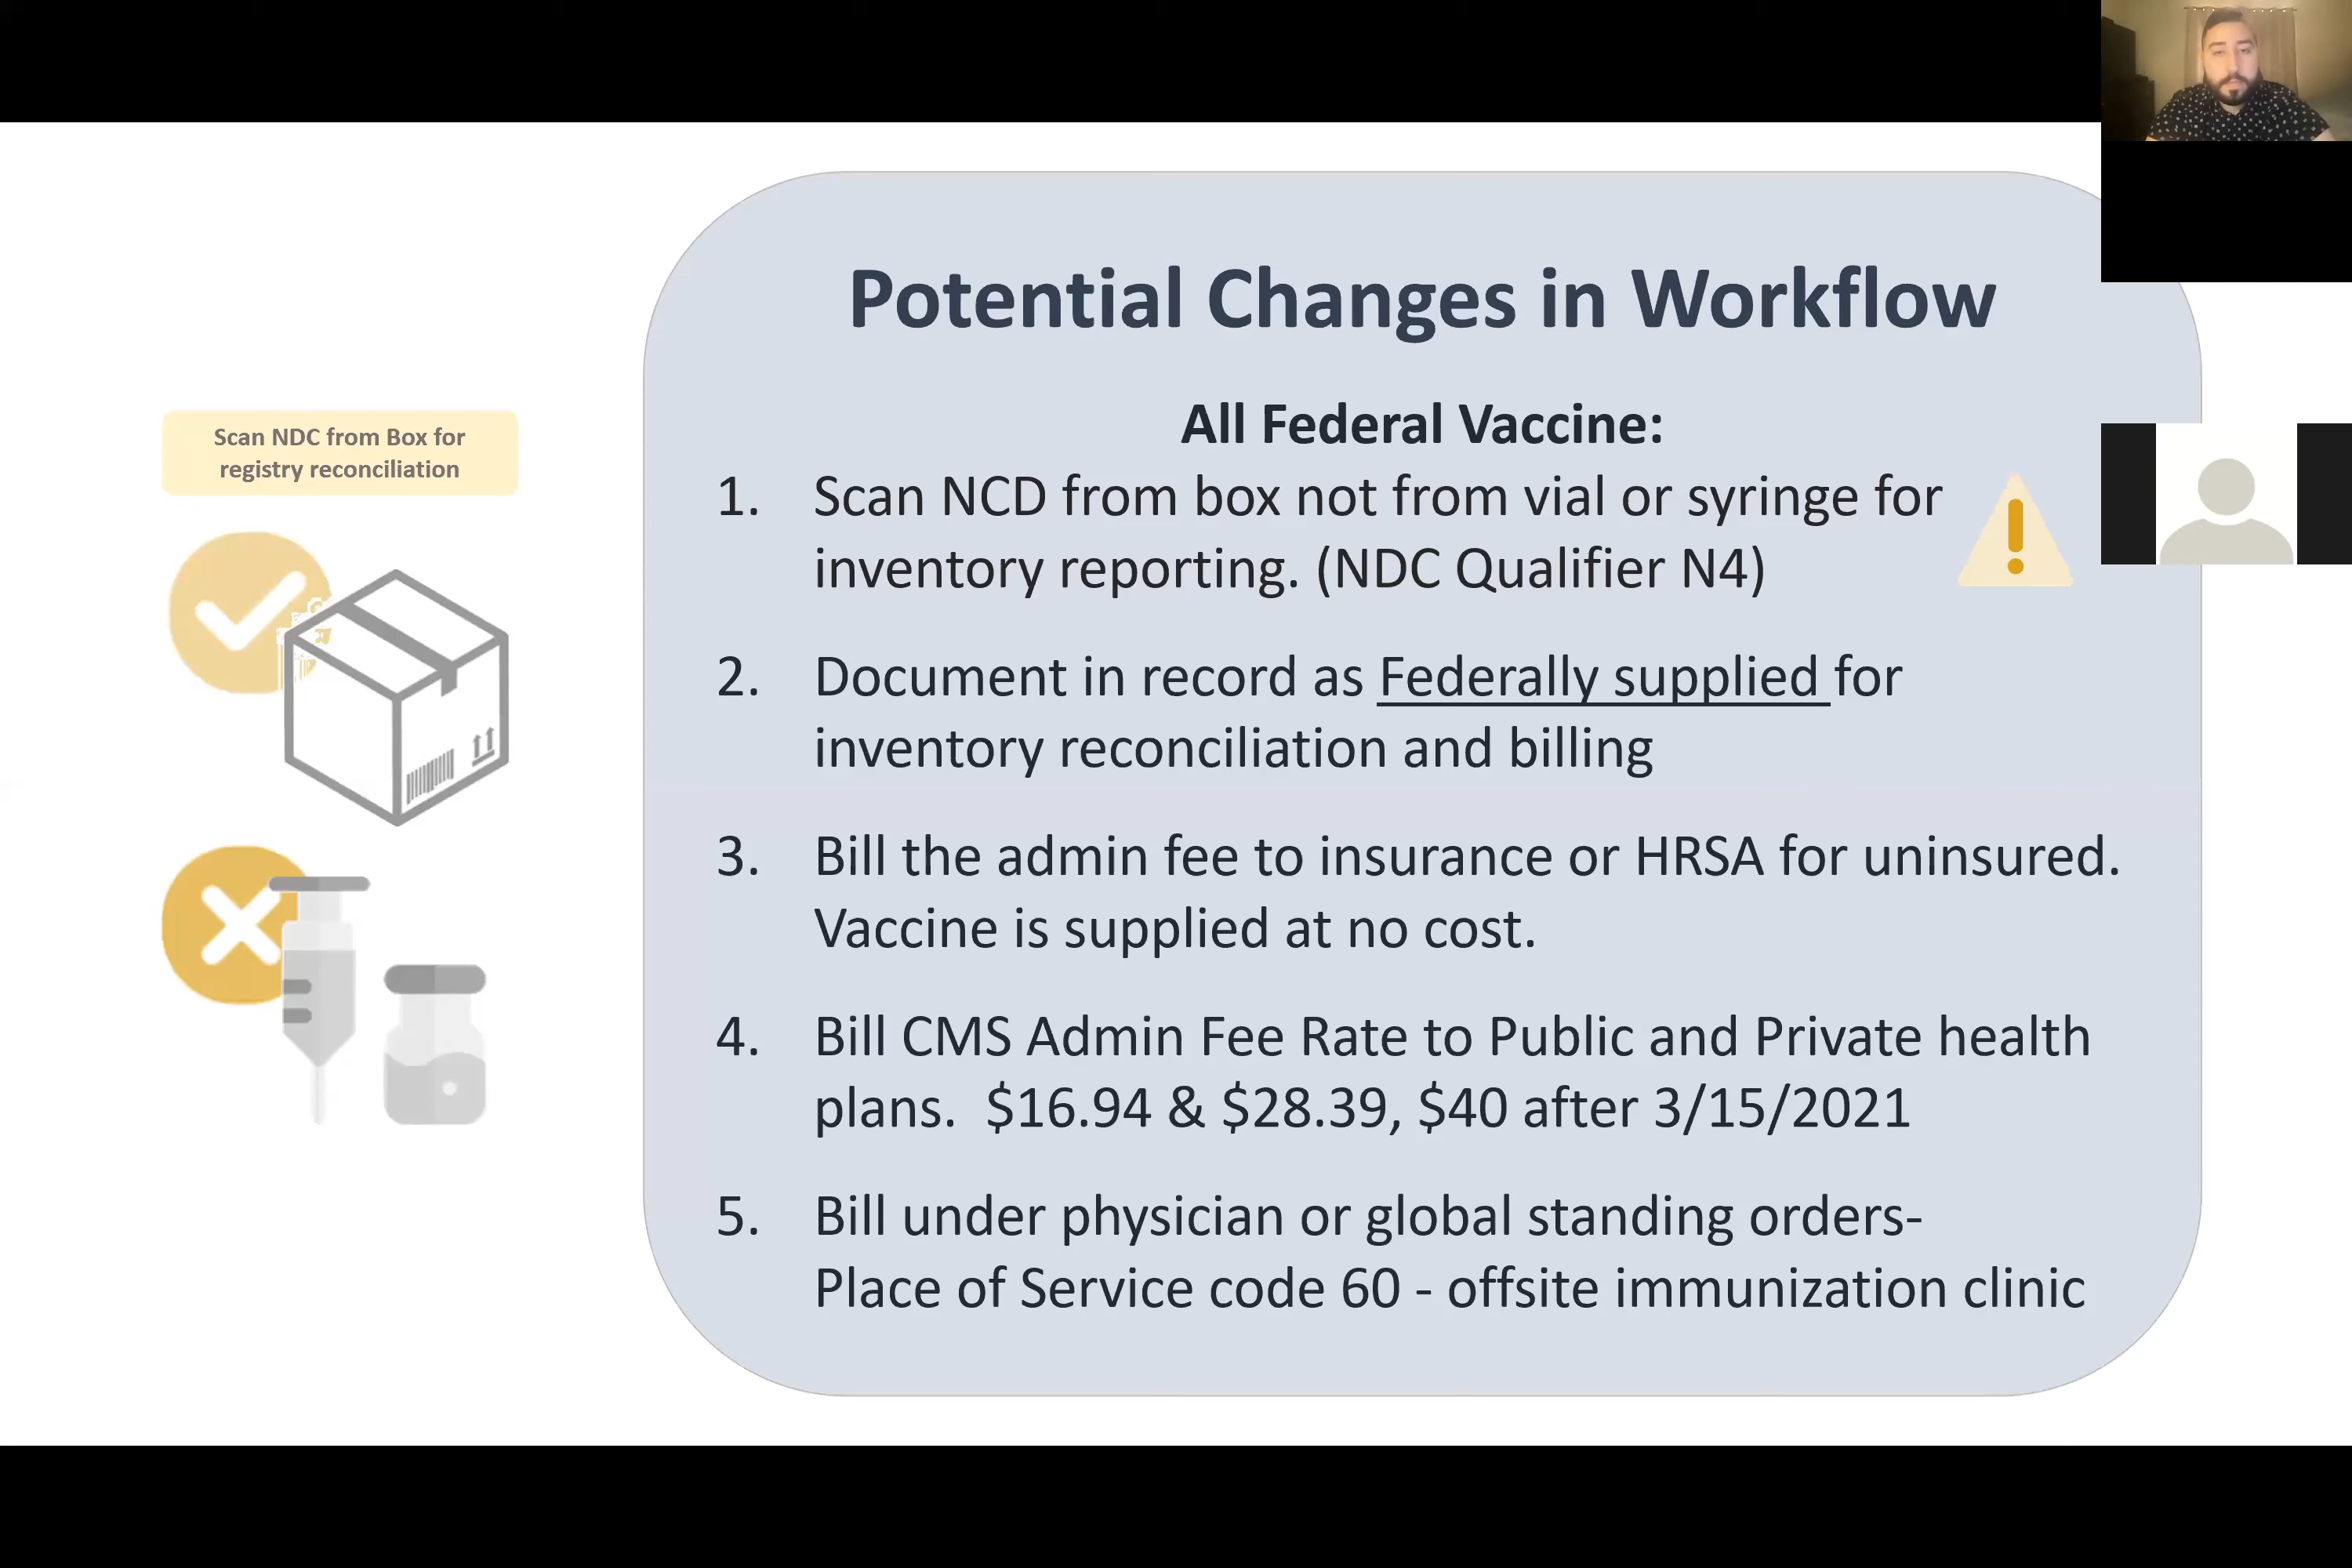 Potential Changes in Workflow
Scan NDC from Box for
registry reconciliation
All Federal Vaccine:
1. Scan NCD from box not from vial or syringe for
inventory reporting. (NDC Qualifier N4)
2. Document in record as Federally supplied for
inventory reconciliation and billing
3. Bill the admin fee to insurance or HRSA for uninsured.
Vaccine is supplied at no cost.
4. Bill CMS Admin Fee Rate to Public and Private health
plans. $16.94 & $28.39, $40 after 3/15/2021
5. Bill under physician or global standing orders-
Place of Service code 60 - offsite immunization clinic